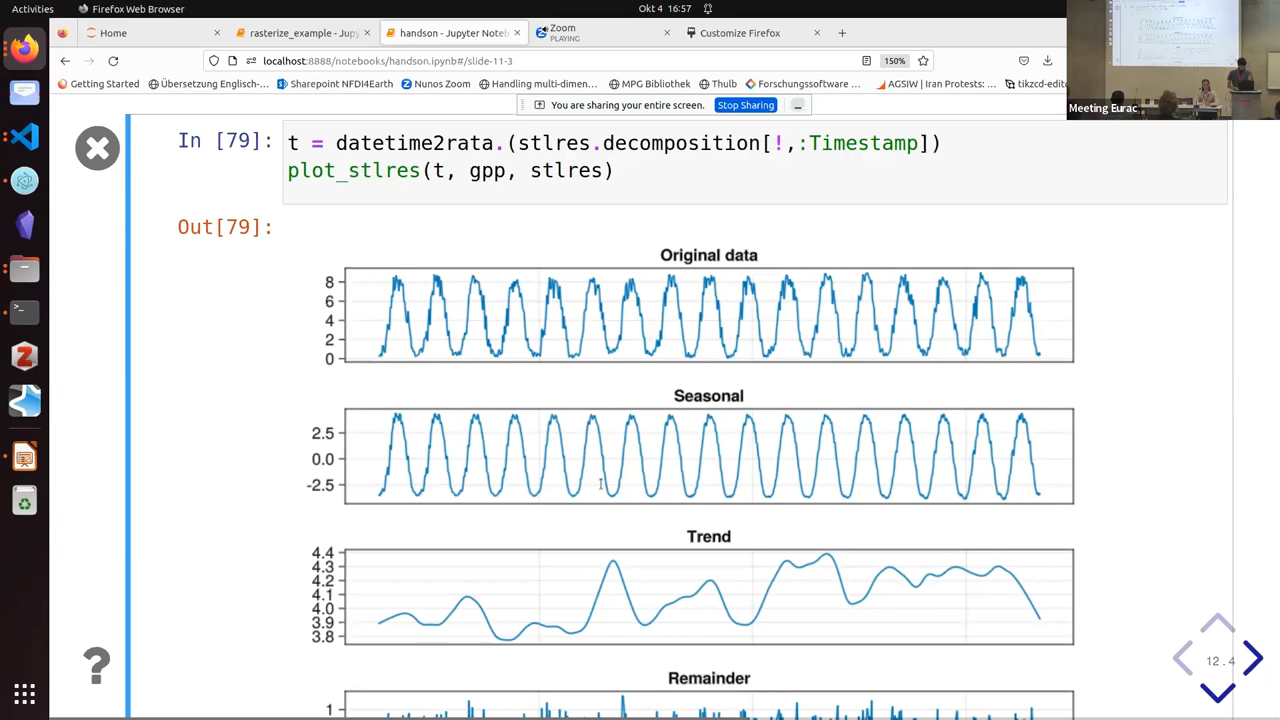 Activities
Firefox Web Browser
Okt 4 16:57
Home
rasterize_example - Jupy
handson - Jupyter Noteb
Zoom
PLAYING
Customize Firefox
localhost:8888/notebooks/handson.ipynb#/slide-11-3
150%
Getting Started
Übersetzung Englisch-...
Sharepoint NFDI4Earth
Nunos Zoom
Handling multi-dimen...
MPG Bibliothek
Thulb
Forschungssoftware ...
AGSIW | Iran Protests: ...
tikzcd-edito
You are sharing your entire screen.
Stop Sharing
Meeting Eurac
In [79]:
t = datetime2rata.(stlres.decomposition[!,:Timestamp])
plot_stlres(t, gpp, stlres)
Out[79]:
Original data
8
6
4
2
0
Seasonal
2.5
0.0
-2.5
Trend
4.4
4.3
4.2
4.1
4.0
3.9
3.8
Remainder
1
12.4
?